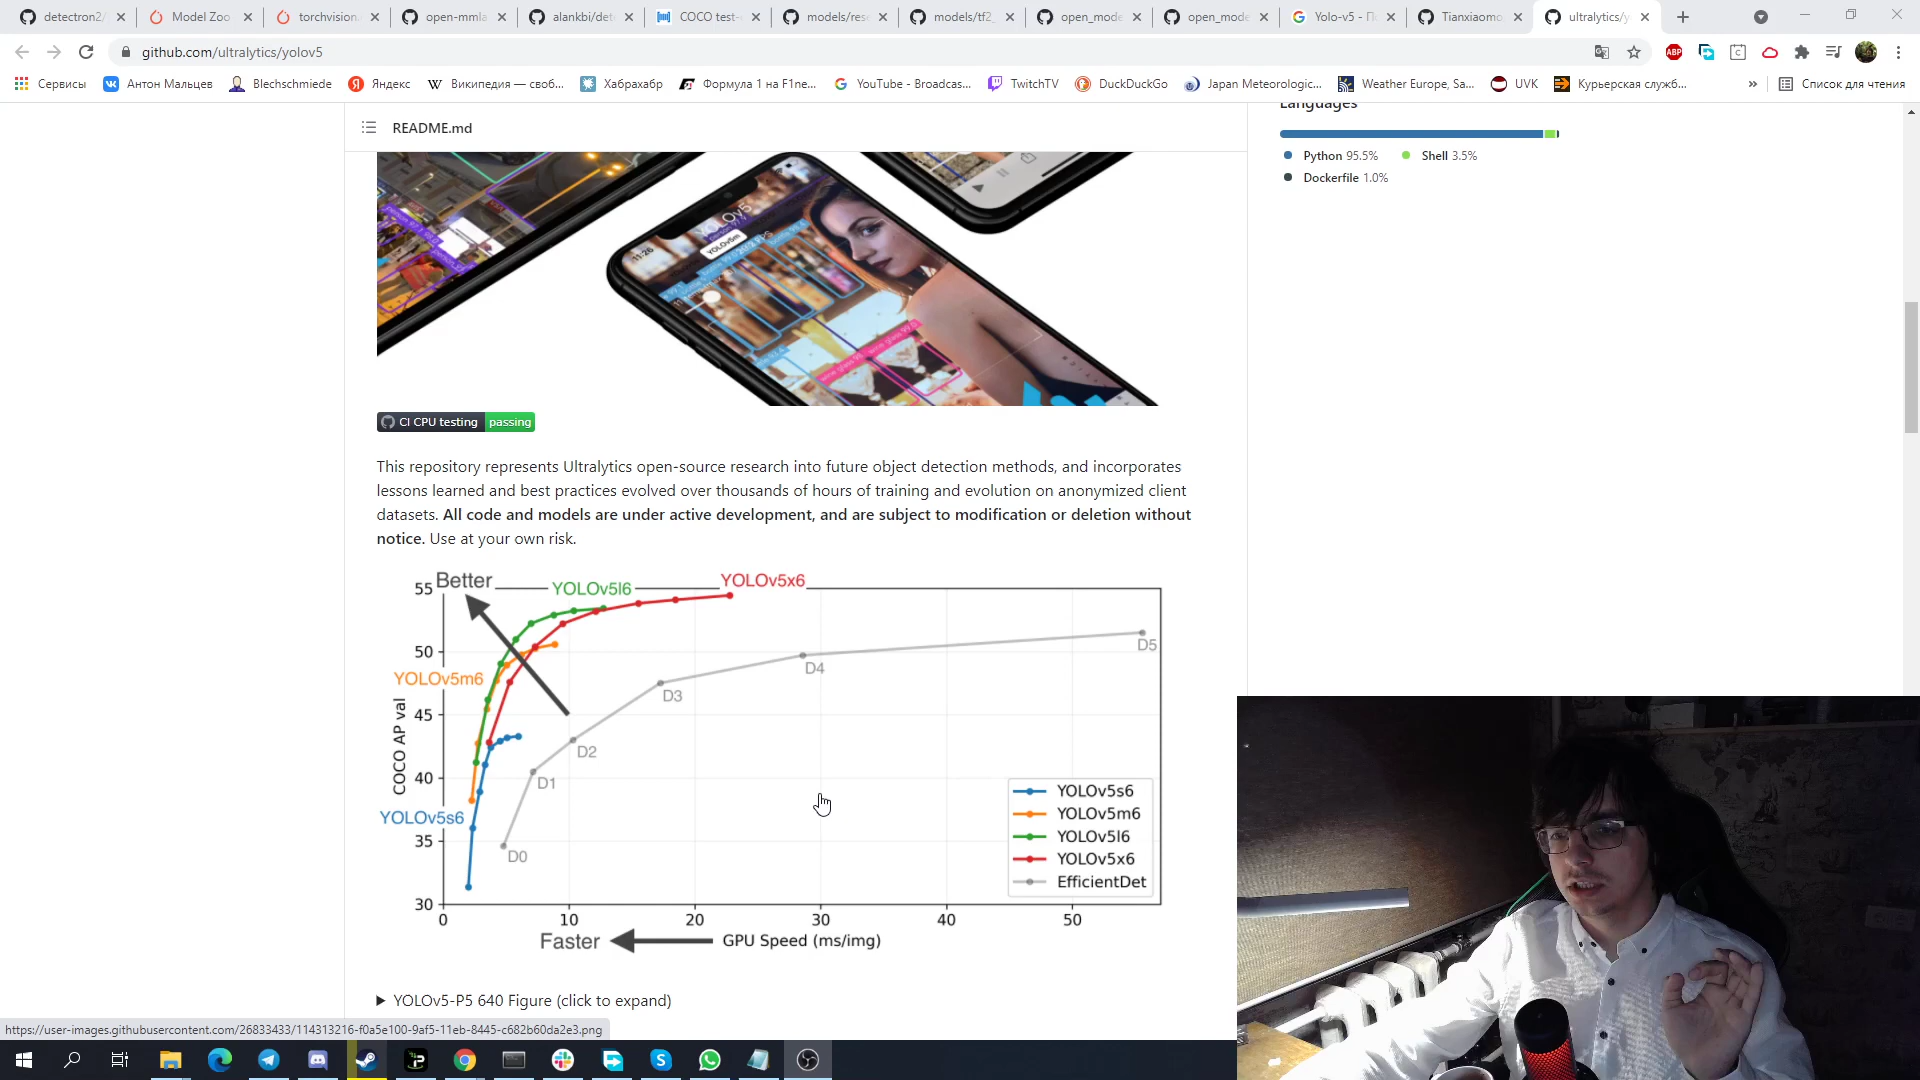 detectron2/
Model Zoo
torchvision.
open-mmla
alankbi/det
COCO test-
models/rese
models/tf2_
open_mode
open_mode
Yolo-v5 - По
Tianxiaomo
ultralytics/y
github.com/ultralytics/yolov5
ABP
Сервисы
Антон Мальцев
Blechschmiede
Яндекс
Википедия — своб...
Хабрахабр
Формула 1 на F1ne...
YouTube - Broadcas...
TwitchTV
DuckDuckGo
Japan Meteorologic...
Weather Europe, Sa...
UVK
Курьерская служб...
»
Список для чтения
README.md
Languages
Python 95.5%
Shell 3.5%
Dockerfile 1.0%
11:26
YOLOv5
YOLOv5m
CI CPU testing passing
This repository represents Ultralytics open-source research into future object detection methods, and incorporates
lessons learned and best practices evolved over thousands of hours of training and evolution on anonymized client
datasets. All code and models are under active development, and are subject to modification or deletion without
notice. Use at your own risk.
Better
YOLOv5l6
YOLOv5x6
YOLOv5m6
YOLOv5s6
COCO AP val
55
50
45
40
35
30
D0
D1
D2
D3
D4
D5
YOLOv5s6
YOLOv5m6
YOLOv5l6
YOLOv5x6
EfficientDet
0 10 20 30 40 50
Faster
GPU Speed (ms/img)
YOLOv5-P5 640 Figure (click to expand)
https://user-images.githubusercontent.com/26833433/114313216-f0a5e100-9af5-11eb-8445-c682b60da2e3.png